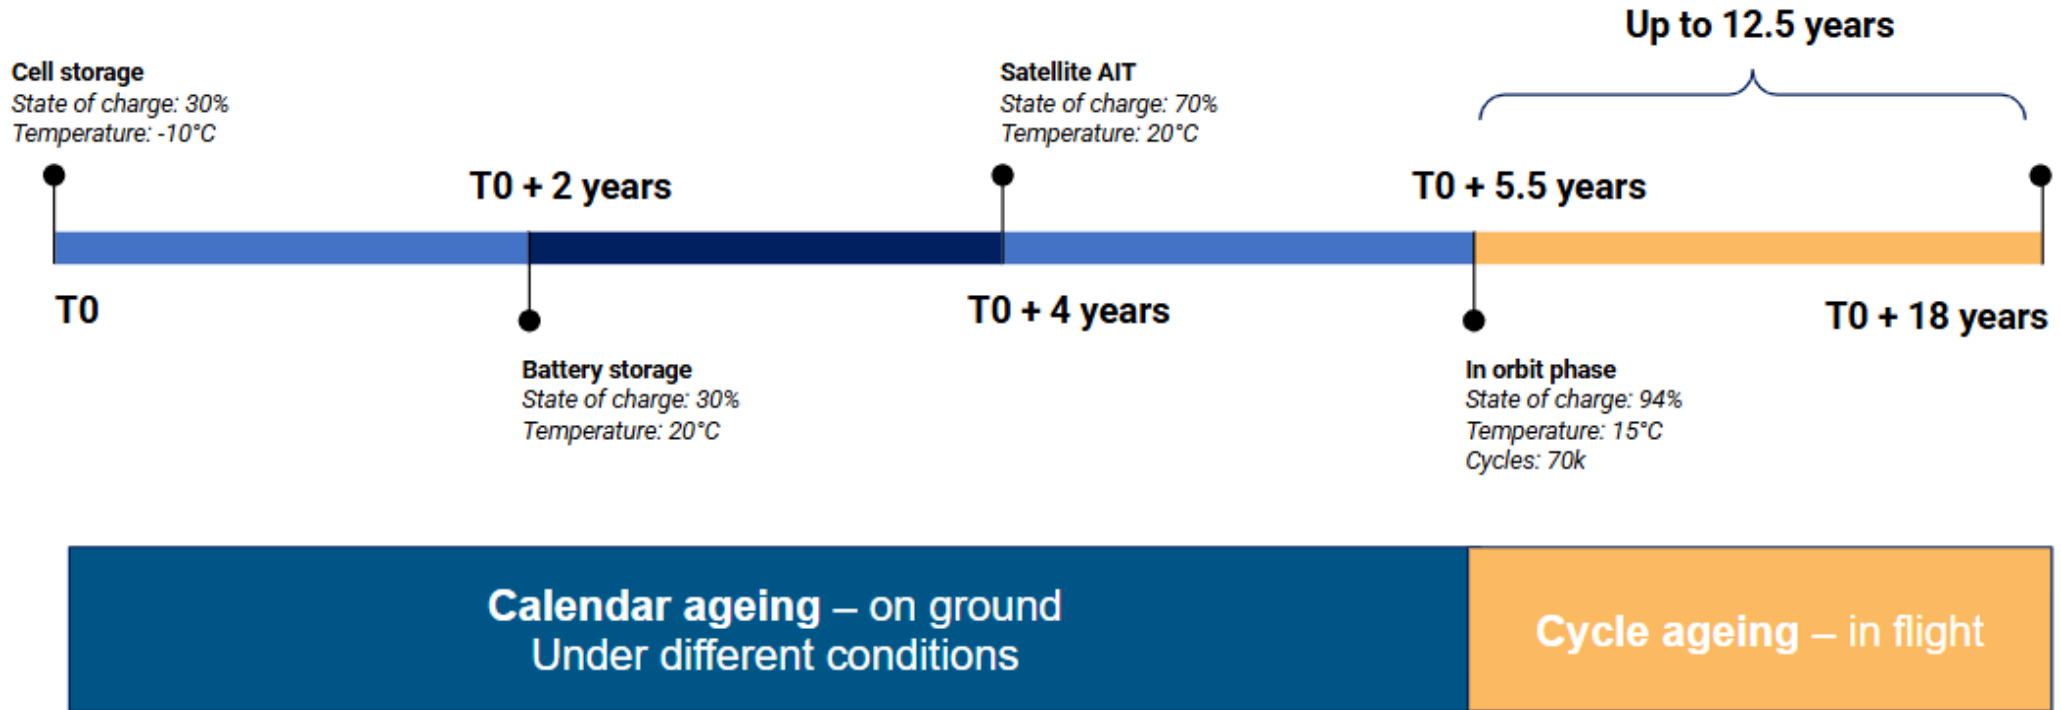 Up to 12.5 years
Cell storage
State of charge: 30%
Temperature: -10°C
Satellite AIT
State of charge: 70%
Temperature: 20°C
T0 + 2 years
T0 + 5.5 years
T0
T0 + 4 years
T0 + 18 years
Battery storage
State of charge: 30%
Temperature: 20°C
In orbit phase
State of charge: 94%
Temperature: 15°C
Cycles: 70k
Calendar ageing – on ground
Under different conditions
Cycle ageing – in flight